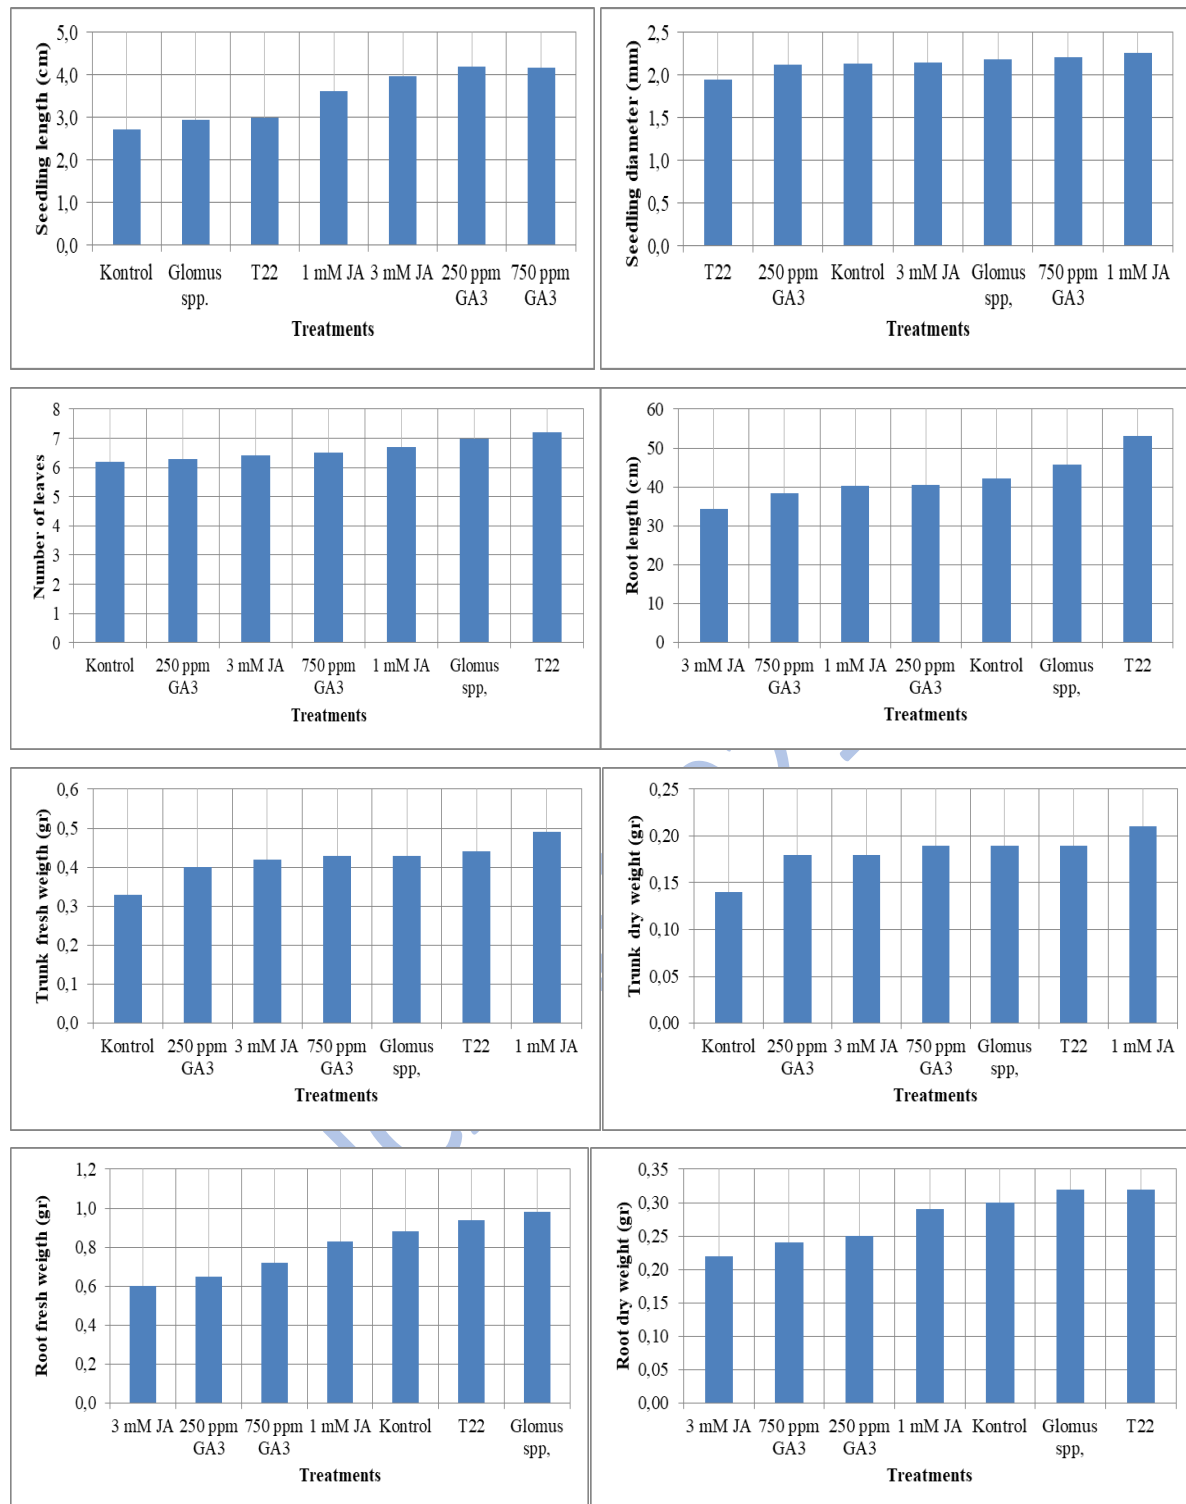 Seedling length (cm)
5,0
4,0
3,0
2,0
1,0
0,0
Kontrol Glomus T22 1 mM JA 3 mM JA 250 ppm 750 ppm
spp. GA3 GA3
Treatments
Seedling diameter (mm)
2,5
2,0
1,5
1,0
0,5
0,0
T22 250 ppm Kontrol 3 mM JA Glomus 750 ppm 1 mM JA
GA3 spp, GA3
Treatments
Number of leaves
8
7
6
5
4
3
2
1
0
Kontrol 250 ppm 3 mM JA 750 ppm 1 mM JA Glomus T22
GA3 GA3 spp,
Treatments
Root length (cm)
60
50
40
30
20
10
0
3 mM JA 750 ppm 1 mM JA 250 ppm Kontrol Glomus T22
GA3 GA3 spp,
Treatments
Trunk fresh weigth (gr)
0,6
0,5
0,4
0,3
0,2
0,1
0,0
Kontrol 250 ppm 3 mM JA 750 ppm Glomus T22 1 mM JA
GA3 GA3 spp,
Treatments
Trunk dry weight (gr)
0,25
0,20
0,15
0,10
0,05
0,00
Kontrol 250 ppm 3 mM JA 750 ppm Glomus T22 1 mM JA
GA3 GA3 spp,
Treatments
Root fresh weigth (gr)
1,2
1,0
0,8
0,6
0,4
0,2
0,0
3 mM JA 250 ppm 750 ppm 1 mM JA Kontrol T22 Glomus
GA3 GA3 spp,
Treatments
Root dry weight (gr)
0,35
0,30
0,25
0,20
0,15
0,10
0,05
0,00
3 mM JA 750 ppm 250 ppm 1 mM JA Kontrol Glomus T22
GA3 GA3 spp,
Treatments